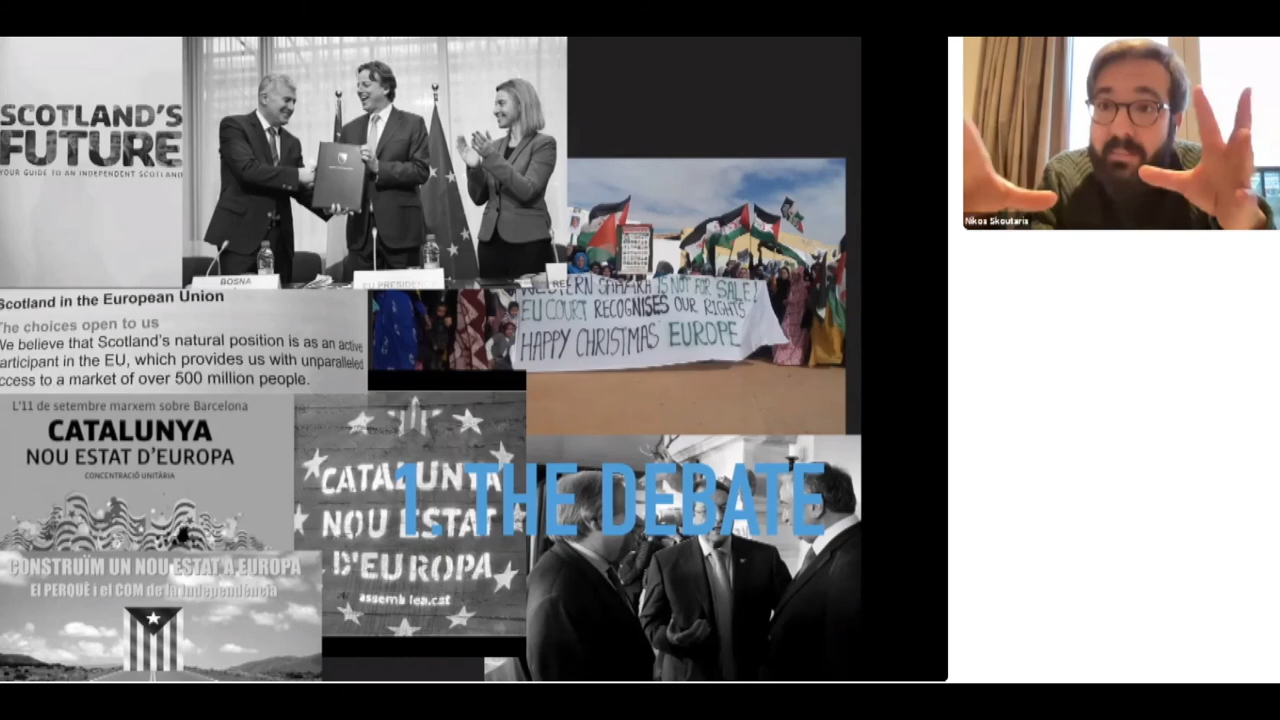 SCOTLAND'S
FUTURE
YOUR GUIDE TO AN INDEPENDENT SCOTLAND
BOSNA
EU PRESIDENCY
Nikos Skoutaris
WESTERN SAHARA IS NOT FOR SALE!
EU COURT RECOGNISES OUR RIGHTS
HAPPY CHRISTMAS EUROPE
Scotland in the European Union
The choices open to us
We believe that Scotland's natural position is as an active
participant in the EU, which provides us with unparalleled
access to a market of over 500 million people.
L'11 de setembre marxem sobre Barcelona
CATALUNYA
NOU ESTAT D'EUROPA
CONCENTRACIÓ UNITÀRIA
CATALUNYA
NOU ESTAT
D'EUROPA
assemblea.cat
1. THE DEBATE
CONSTRUÏM UN NOU ESTAT A EUROPA
El PERQUÈ i el COM de la independència